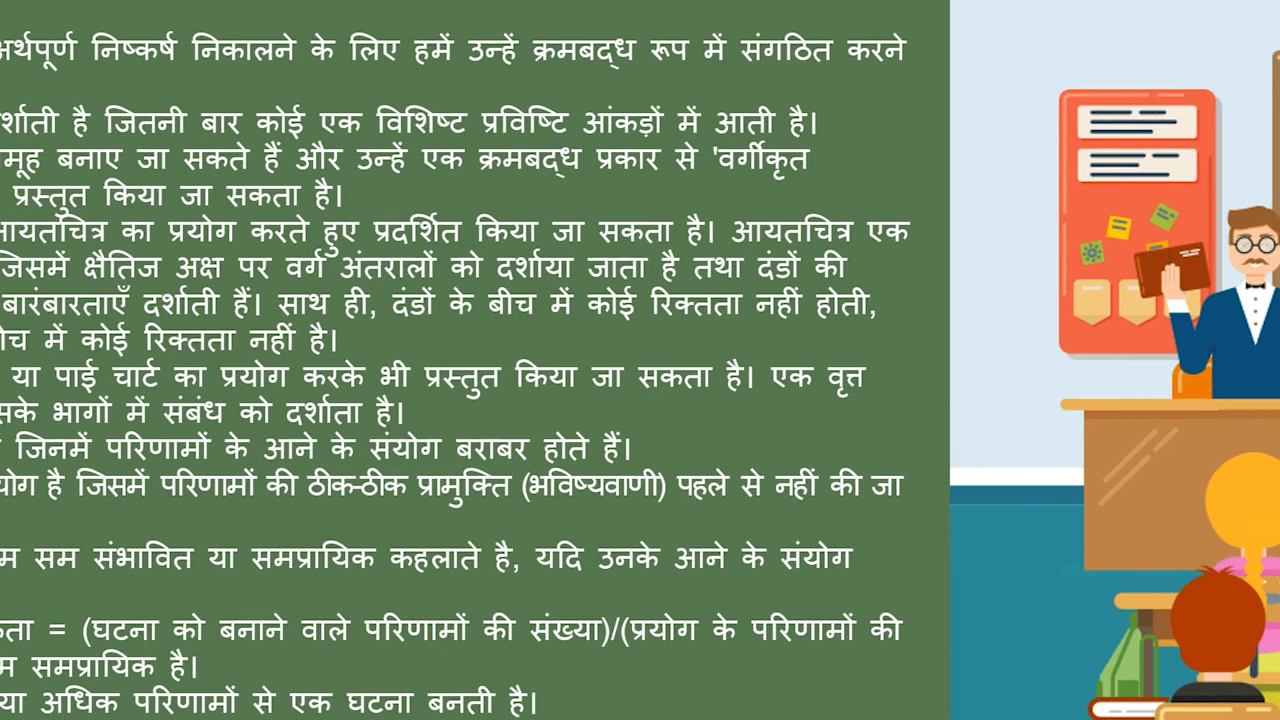 अर्थपूर्ण निष्कर्ष निकालने के लिए हमें उन्हें क्रमबद्ध रूप में संगठित करने
है जितनी बार कोई एक विशिष्ट प्रविष्टि आंकड़ों में आती है।
बनाए जा सकते हैं और उन्हें एक क्रमबद्ध प्रकार से 'वर्गीकृत
प्रस्तुत किया जा सकता है।
आयतचित्र का प्रयोग करते हुए प्रदर्शित किया जा सकता है। आयतचित्र एक
जिसमें क्षैतिज अक्ष पर वर्ग अंतरालों को दर्शाया जाता है तथा दंडों की
बारंबारताएँ दर्शाती हैं। साथ ही, दंडों के बीच में कोई रिक्तता नहीं होती,
में कोई रिक्तता नहीं है।
या पाई चार्ट का प्रयोग करके भी प्रस्तुत किया जा सकता है। एक वृत्त
भागों में संबंध को दर्शाता है।
जिनमें परिणामों के आने के संयोग बराबर होते हैं।
है जिसमें परिणामों की ठीक-ठीक प्रामुक्ति (भविष्यवाणी) पहले से नहीं की जा
सम संभावित या समप्रायिक कहलाते है, यदि उनके आने के संयोग
= (घटना को बनाने वाले परिणामों की संख्या)/(प्रयोग के परिणामों की
समप्रायिक है।
या अधिक परिणामों से एक घटना बनती है।